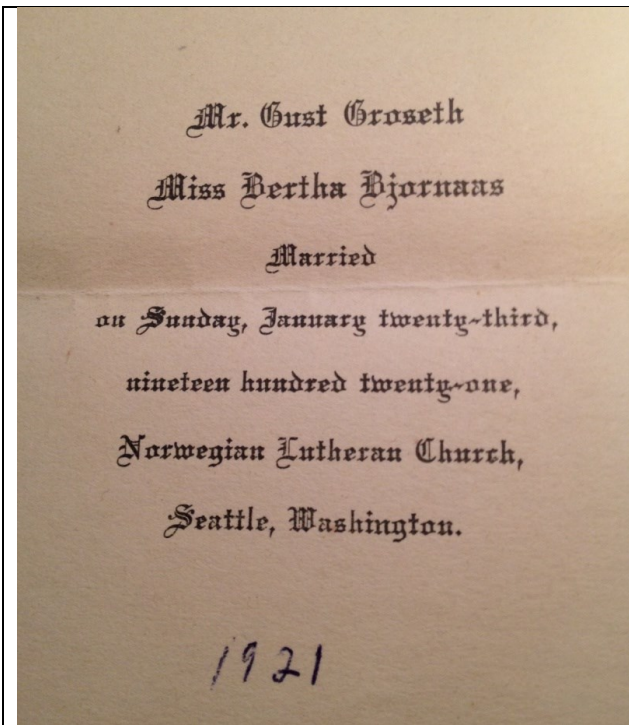 Mr. Gust Groseth
Miss Bertha Bjornaas
Married
on Sunday, January twenty-third,
nineteen hundred twenty-one,
Norwegian Lutheran Church,
Seattle, Washington.
1921